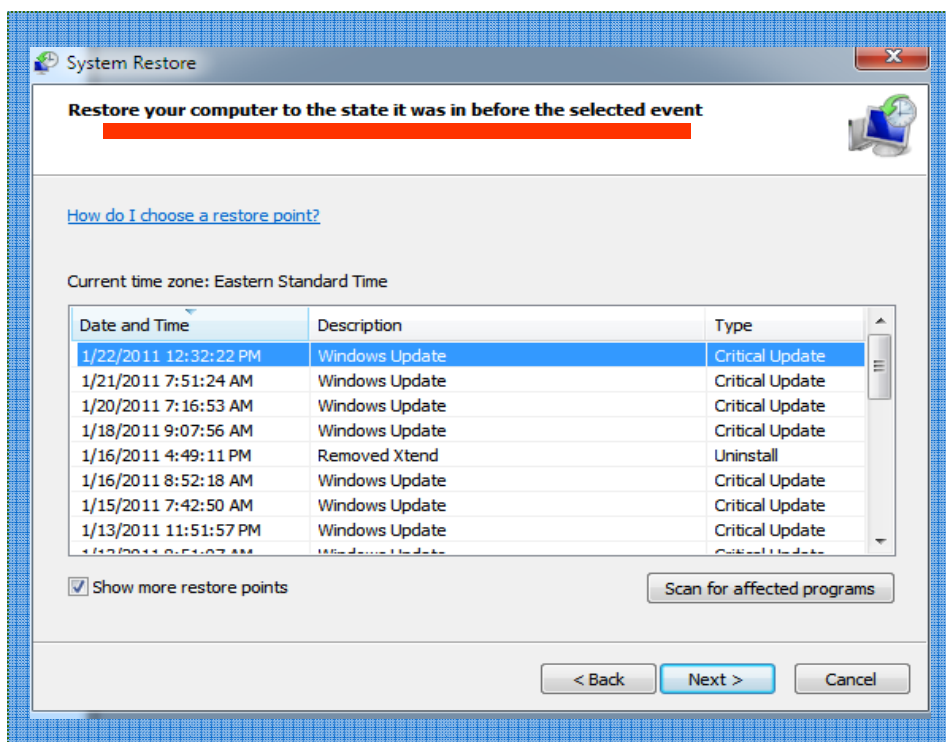 System Restore
Restore your computer to the state it was in before the selected event
How do I choose a restore point?
Current time zone: Eastern Standard Time
Date and Time Description Type
1/22/2011 12:32:22 PM Windows Update Critical Update
1/21/2011 7:51:24 AM Windows Update Critical Update
1/20/2011 7:16:53 AM Windows Update Critical Update
1/18/2011 9:07:56 AM Windows Update Critical Update
1/16/2011 4:49:11 PM Removed Xtend Uninstall
1/16/2011 8:52:18 AM Windows Update Critical Update
1/15/2011 7:42:50 AM Windows Update Critical Update
1/13/2011 11:51:57 PM Windows Update Critical Update
Windows Update Critical Update
Show more restore points Scan for affected programs
< Back Next > Cancel